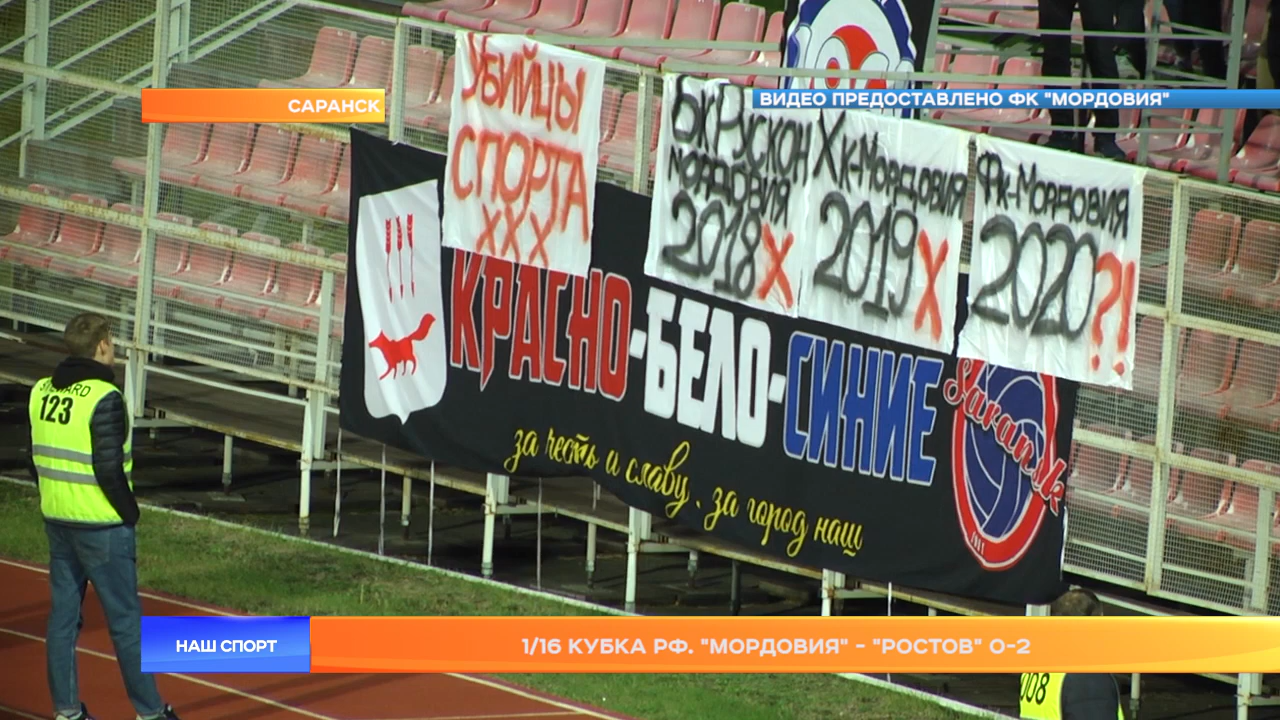 САРАНСК
ВИДЕО ПРЕДОСТАВЛЕНО ФК "МОРДОВИЯ"
УБИЙЦЫ
СПОРТА
XXX
БК РУСКОН
МОРДОВИЯ
2018 X
ХК-МОРДОВИЯ
2019 X
ФК-МОРДОВИЯ
2020?!
КРАСНО-БЕЛО-СИНИЕ
за честь и славу, за город наш
Saransk
STEWARD
123
НАШ СПОРТ
1/16 КУБКА РФ. "МОРДОВИЯ" - "РОСТОВ" 0-2
008